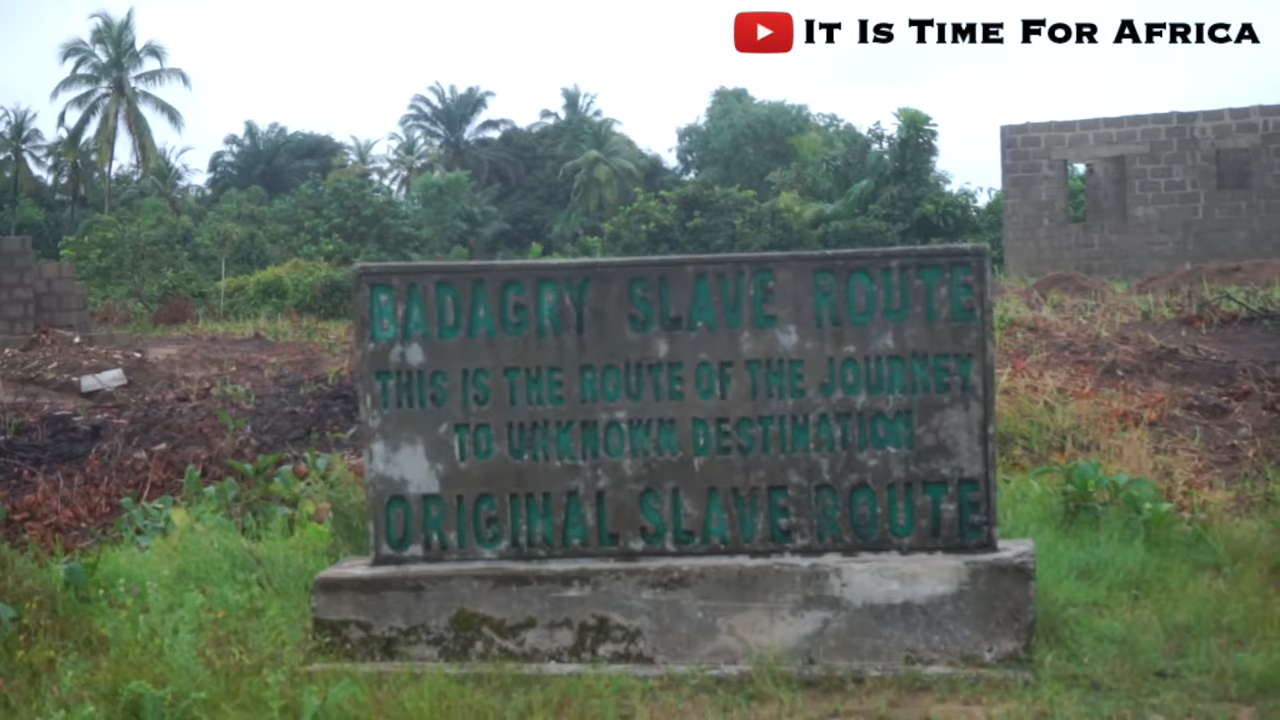 IT IS TIME FOR AFRICA
BADAGRY SLAVE ROUTE
THIS IS THE ROUTE OF THE JOURNEY
TO UNKNOWN DESTINATION
ORIGINAL SLAVE ROUTE